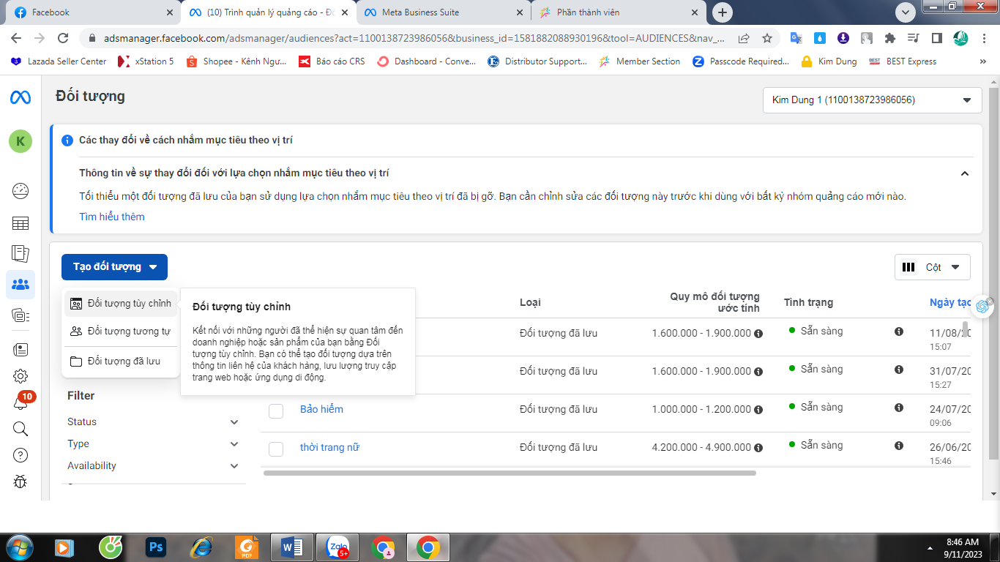 Facebook
(10) Trình quản lý quảng cáo - Đố
Meta Business Suite
Phần thành viên
adsmanager.facebook.com/adsmanager/audiences?act=1100138723986056&business_id=1581882088930196&tool=AUDIENCES&nav_...
Lazada Seller Center
xStation 5
Shopee - Kênh Ngư...
Báo cáo CRS
Dashboard - Conve...
Distributor Support...
Member Section
Passcode Required...
Kim Dung
BEST
BEST Express
Đối tượng
Kim Dung 1 (1100138723986056)
K
Các thay đổi về cách nhắm mục tiêu theo vị trí
Thông tin về sự thay đổi đối với lựa chọn nhắm mục tiêu theo vị trí
Tối thiểu một đối tượng đã lưu của bạn sử dụng lựa chọn nhắm mục tiêu theo vị trí đã bị gỡ. Bạn cần chỉnh sửa các đối tượng này trước khi dùng với bất kỳ nhóm quảng cáo mới nào.
Tìm hiểu thêm
Tạo đối tượng
Cột
Đối tượng tùy chỉnh
Đối tượng tương tự
Đối tượng đã lưu
Đối tượng tùy chỉnh
Kết nối với những người đã thể hiện sự quan tâm đến
doanh nghiệp hoặc sản phẩm của bạn bằng Đối
tượng tùy chỉnh. Bạn có thể tạo đối tượng dựa trên
thông tin liên hệ của khách hàng, lưu lượng truy cập
trang web hoặc ứng dụng di động.
Loại
Quy mô đối tượng
ước tính
Tình trạng
Ngày tạo
Đối tượng đã lưu
1.600.000 - 1.900.000
Sẵn sàng
11/08/20
15:07
Đối tượng đã lưu
1.600.000 - 1.900.000
Sẵn sàng
31/07/20
15:27
Bảo hiểm
Đối tượng đã lưu
1.000.000 - 1.200.000
Sẵn sàng
24/07/20
09:06
thời trang nữ
Đối tượng đã lưu
4.200.000 - 4.900.000
Sẵn sàng
26/06/20
15:46
10
Filter
Status
Type
Availability
Ps
PDF
Zalo
5+
8:46 AM
9/11/2023